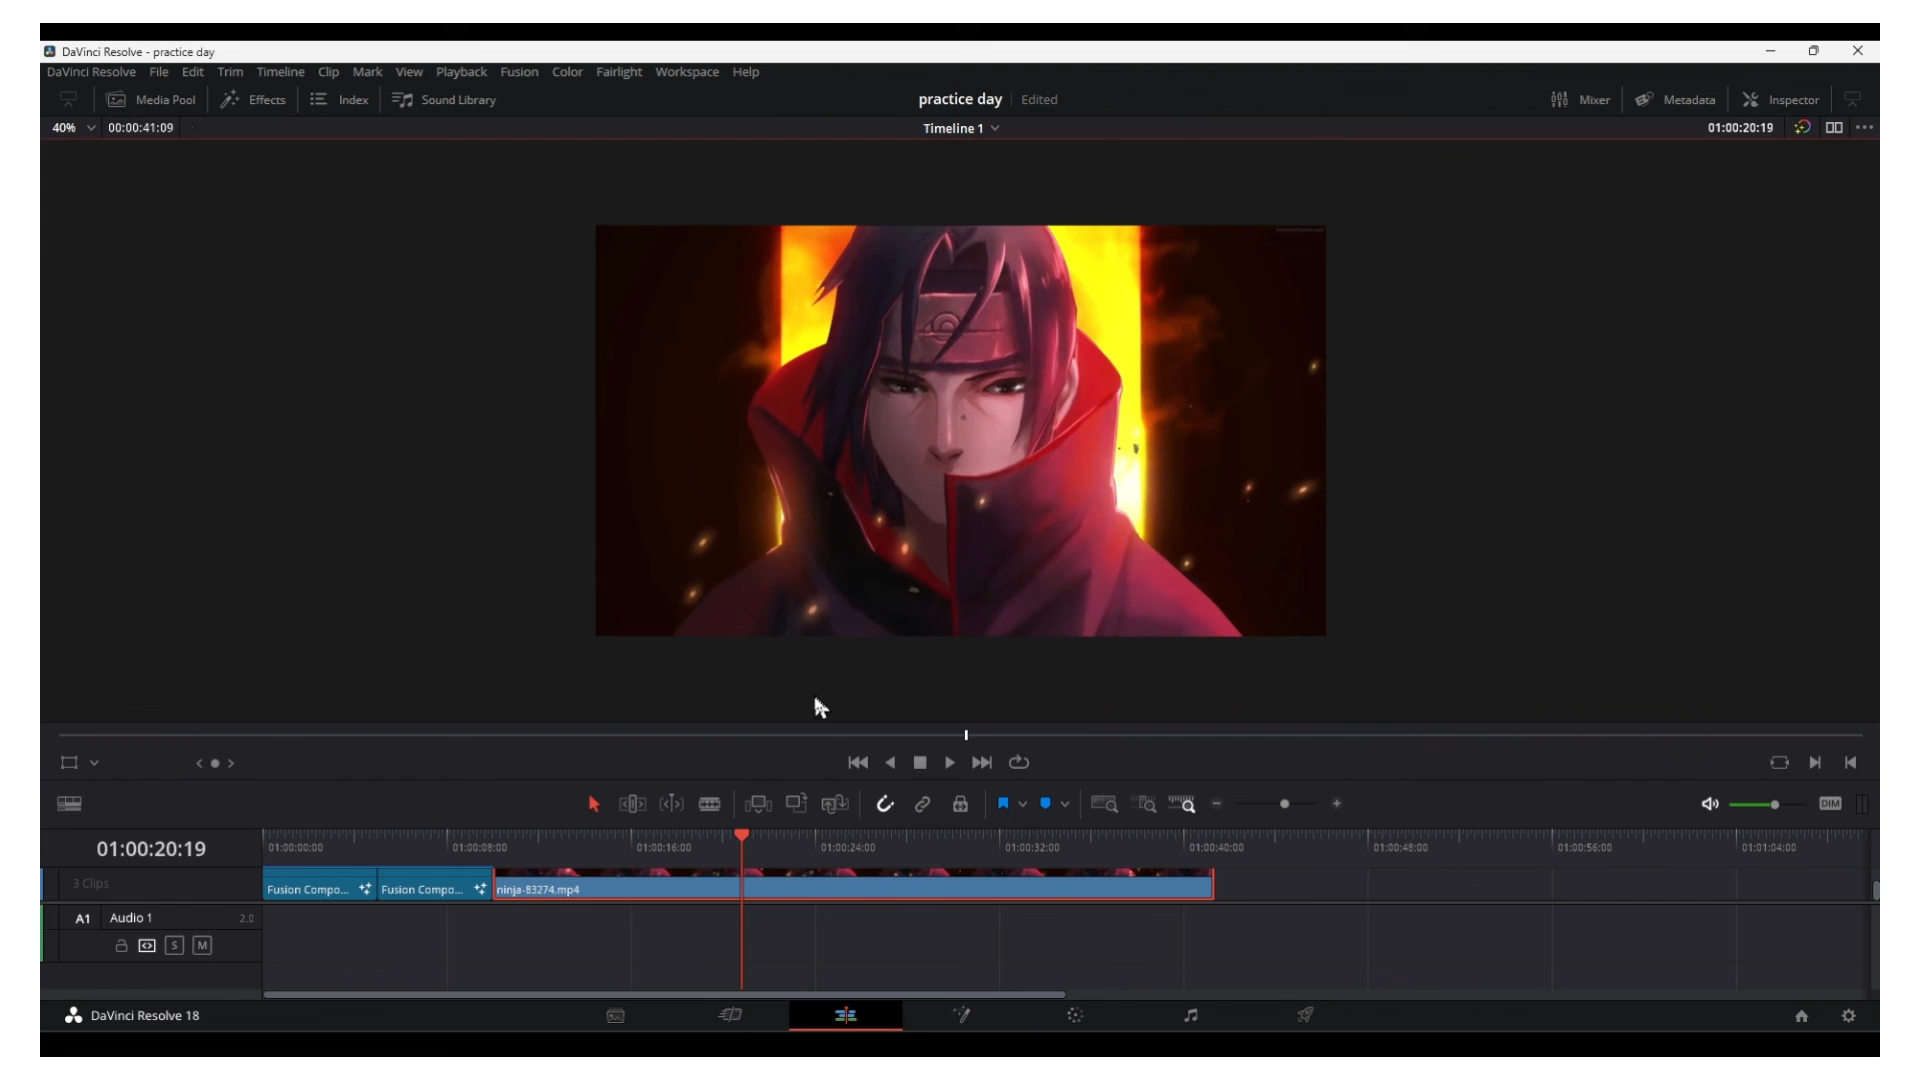 DaVinci Resolve - practice day
DaVinci Resolve File Edit Trim Timeline Clip Mark View Playback Fusion Color Fairlight Workspace Help
Media Pool Effects Index Sound Library practice day Edited Mixer Metadata Inspector
40% 00:00:41:09 Timeline 1 01:00:20:19
DIM
01:00:20:19 01:00:00:00 01:00:08:00 01:00:16:00 01:00:24:00 01:00:32:00 01:00:40:00 01:00:48:00 01:00:56:00 01:01:04:00
3 Clips Fusion Compo... Fusion Compo... ninja-83274.mp4
A1 Audio 1 2.0
S M
DaVinci Resolve 18